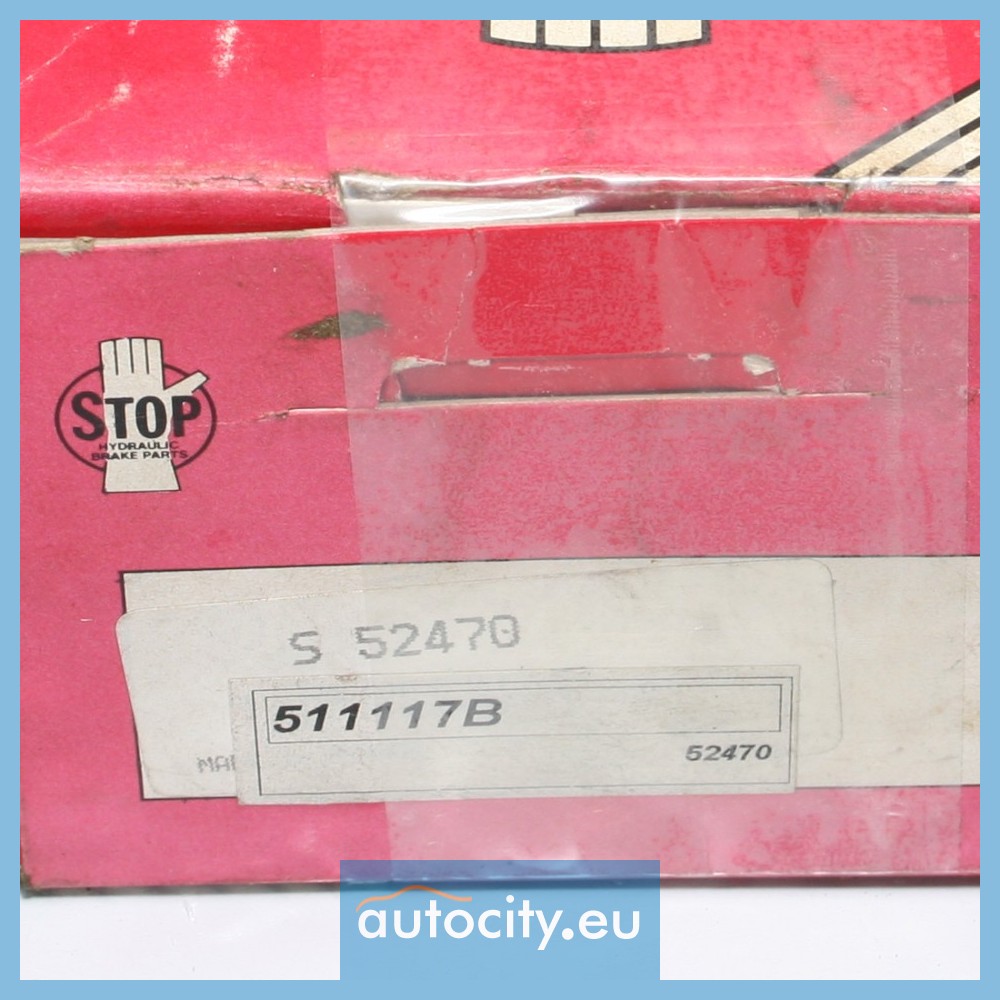 STOP
HYDRAULIC
BRAKE PARTS
S 52470
511117B
52470
autocity.eu